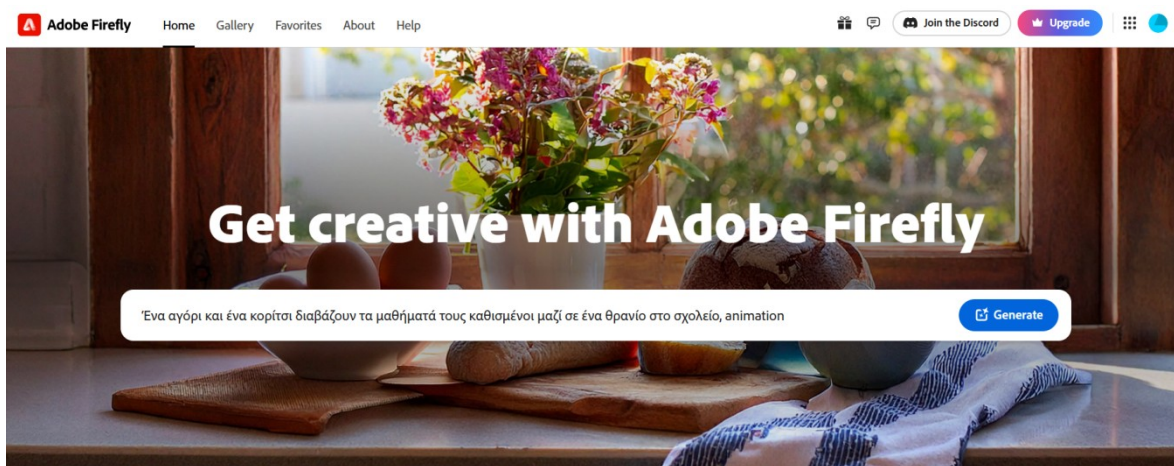 Adobe Firefly Home Gallery Favorites About Help Join the Discord Upgrade
Get creative with Adobe Firefly
Ένα αγόρι και ένα κορίτσι διαβάζουν τα μαθήματά τους καθισμένοι μαζί σε ένα θρανίο στο σχολείο, animation Generate